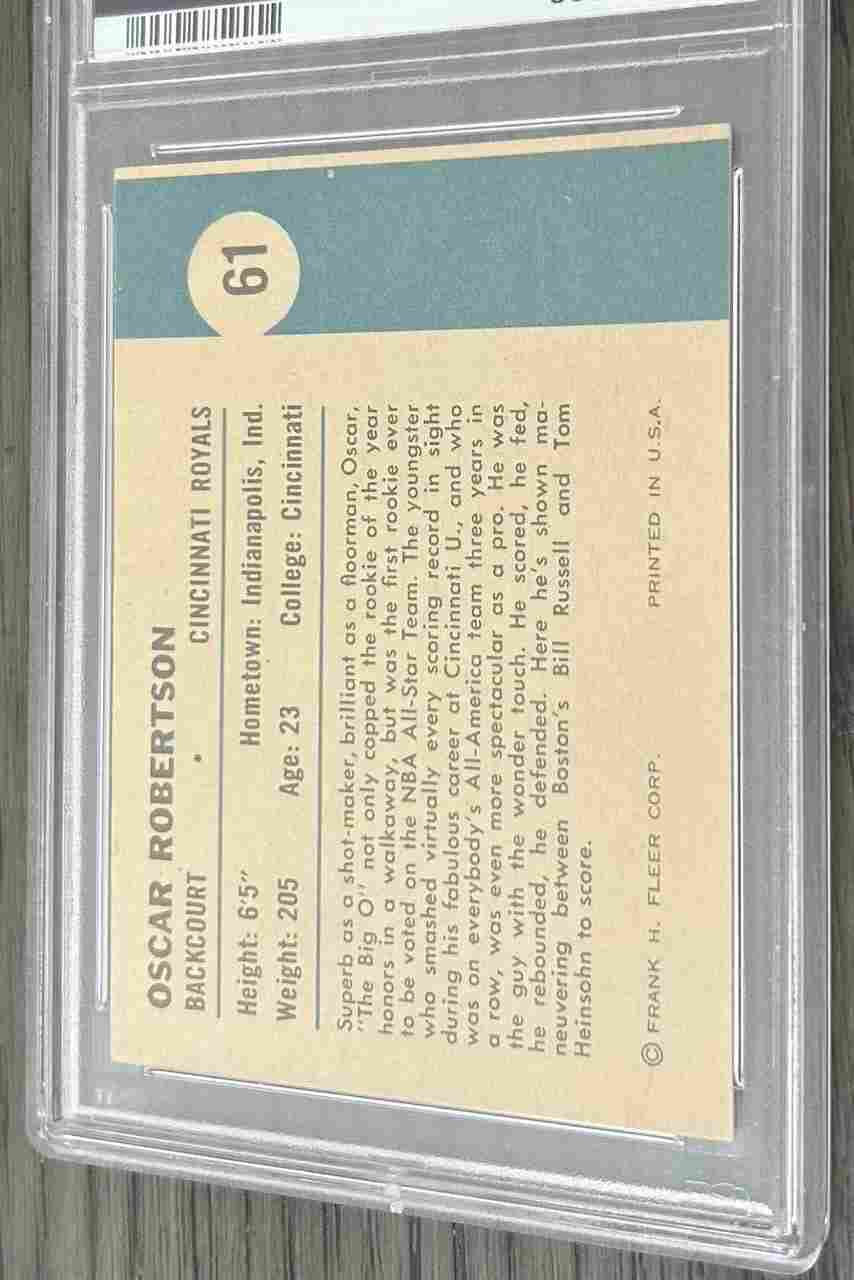 61
OSCAR ROBERTSON
BACKCOURT • CINCINNATI ROYALS
Height: 6'5" Hometown: Indianapolis, Ind.
Weight: 205 Age: 23 College: Cincinnati
Superb as a shot-maker, brilliant as a floorman, Oscar,
"The Big O" not only copped the rookie of the year
honors in a walkaway, but was the first rookie ever
to be voted on the NBA All-Star Team. The youngster
who smashed virtually every scoring record in sight
during his fabulous career at Cincinnati U., and who
was on everybody's All-America team three years in
a row, was even more spectacular as a pro. He was
the guy with the wonder touch. He scored, he fed,
he rebounded, he defended. Here he's shown ma-
neuvering between Boston's Bill Russell and Tom
Heinsohn to score.
© FRANK H. FLEER CORP. PRINTED IN U.S.A.